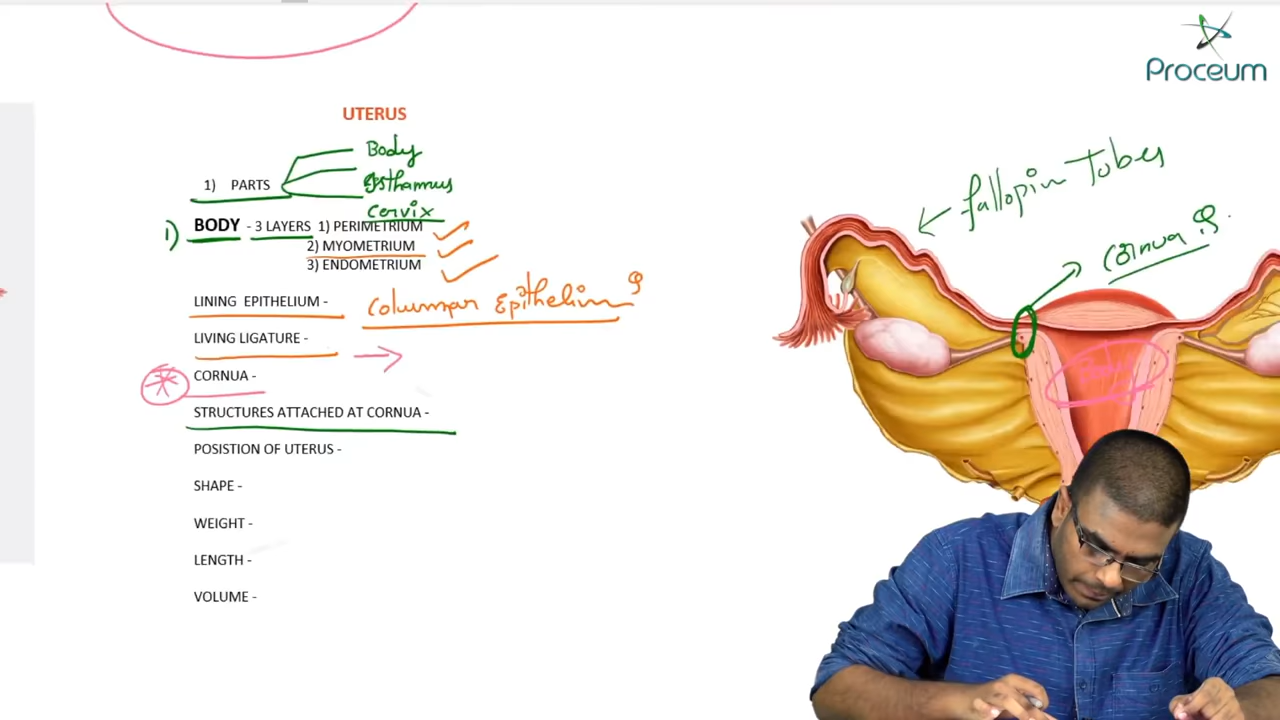 Proceum
UTERUS
Body
1) PARTS
Isthamus
Cervix
1) BODY - 3 LAYERS 1) PERIMETRIUM
2) MYOMETRIUM
3) ENDOMETRIUM
LINING EPITHELIUM - columnar Epithelium
LIVING LIGATURE -
CORNUA -
STRUCTURES ATTACHED AT CORNUA -
POSISTION OF UTERUS -
SHAPE -
WEIGHT -
LENGTH -
VOLUME -
fallopin Tubes
cornua